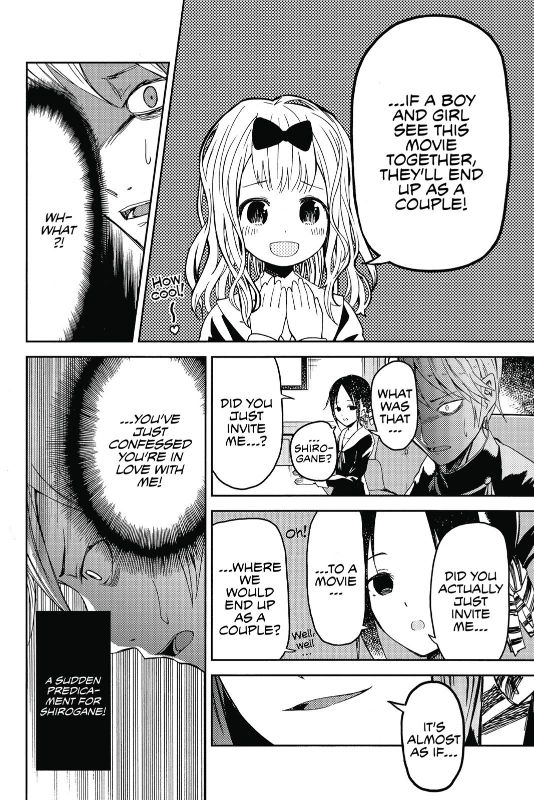 ...IF A BOY
AND GIRL
SEE THIS
MOVIE
TOGETHER,
THEY'LL END
UP AS A
COUPLE!
How
cool!
WH-
WHAT
?!
WHAT
WAS
THAT
...
...
SHIRO-
GANE?
DID YOU
JUST
INVITE
ME...?
DID YOU
ACTUALLY
JUST
INVITE
ME...
...TO A
MOVIE
...
Oh!
...WHERE
WE
WOULD
END UP
AS A
COUPLE?
Well,
well
...
IT'S
ALMOST
AS IF...
...YOU'VE
JUST
CONFESSED
YOU'RE IN
LOVE WITH
ME!
A SUDDEN
PREDICA-
MENT FOR
SHIROGANE!